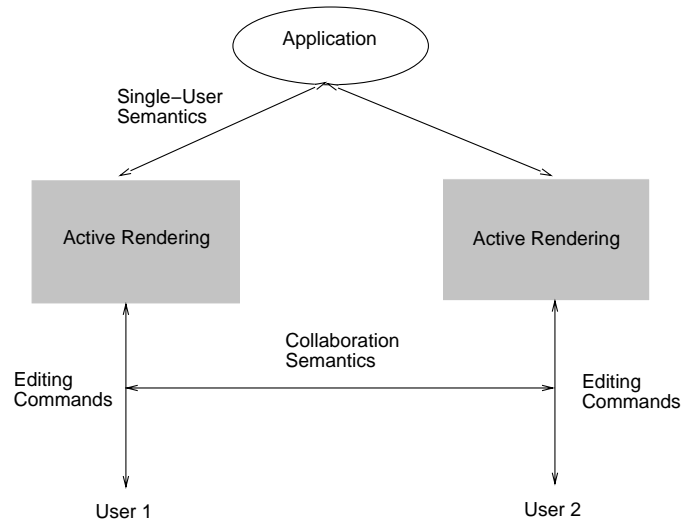 Application
Single−User
Semantics
Active Rendering
Active Rendering
Collaboration
Semantics
Editing
Commands
Editing
Commands
User 1
User 2